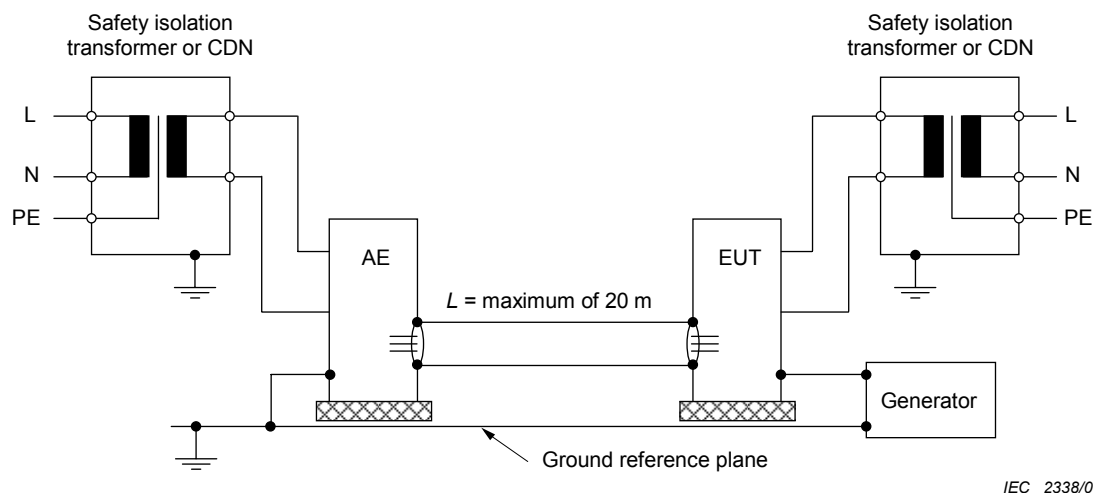 Safety isolation
transformer or CDN
Safety isolation
transformer or CDN
L
N
PE
L
N
PE
AE
EUT
L = maximum of 20 m
Generator
Ground reference plane
IEC 2338/0